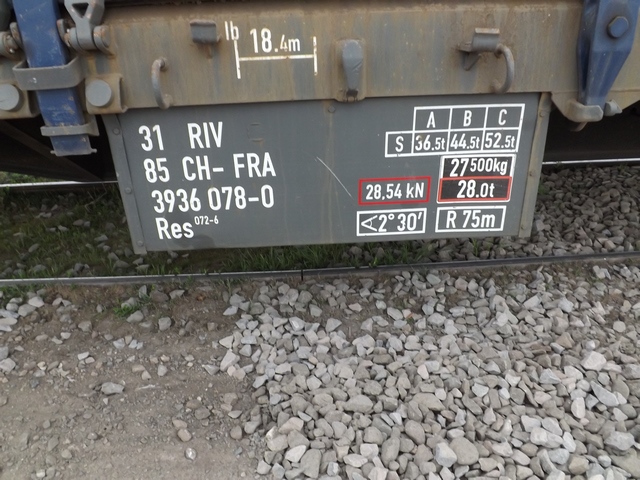 lb 18.4m
31 RIV
85 CH-FRA
3936 078-0
Res 072-6
A B C
S 36.5t 44.5t 52.5t
27500kg
28,54 kN 28.0t
∢2°30' R 75m